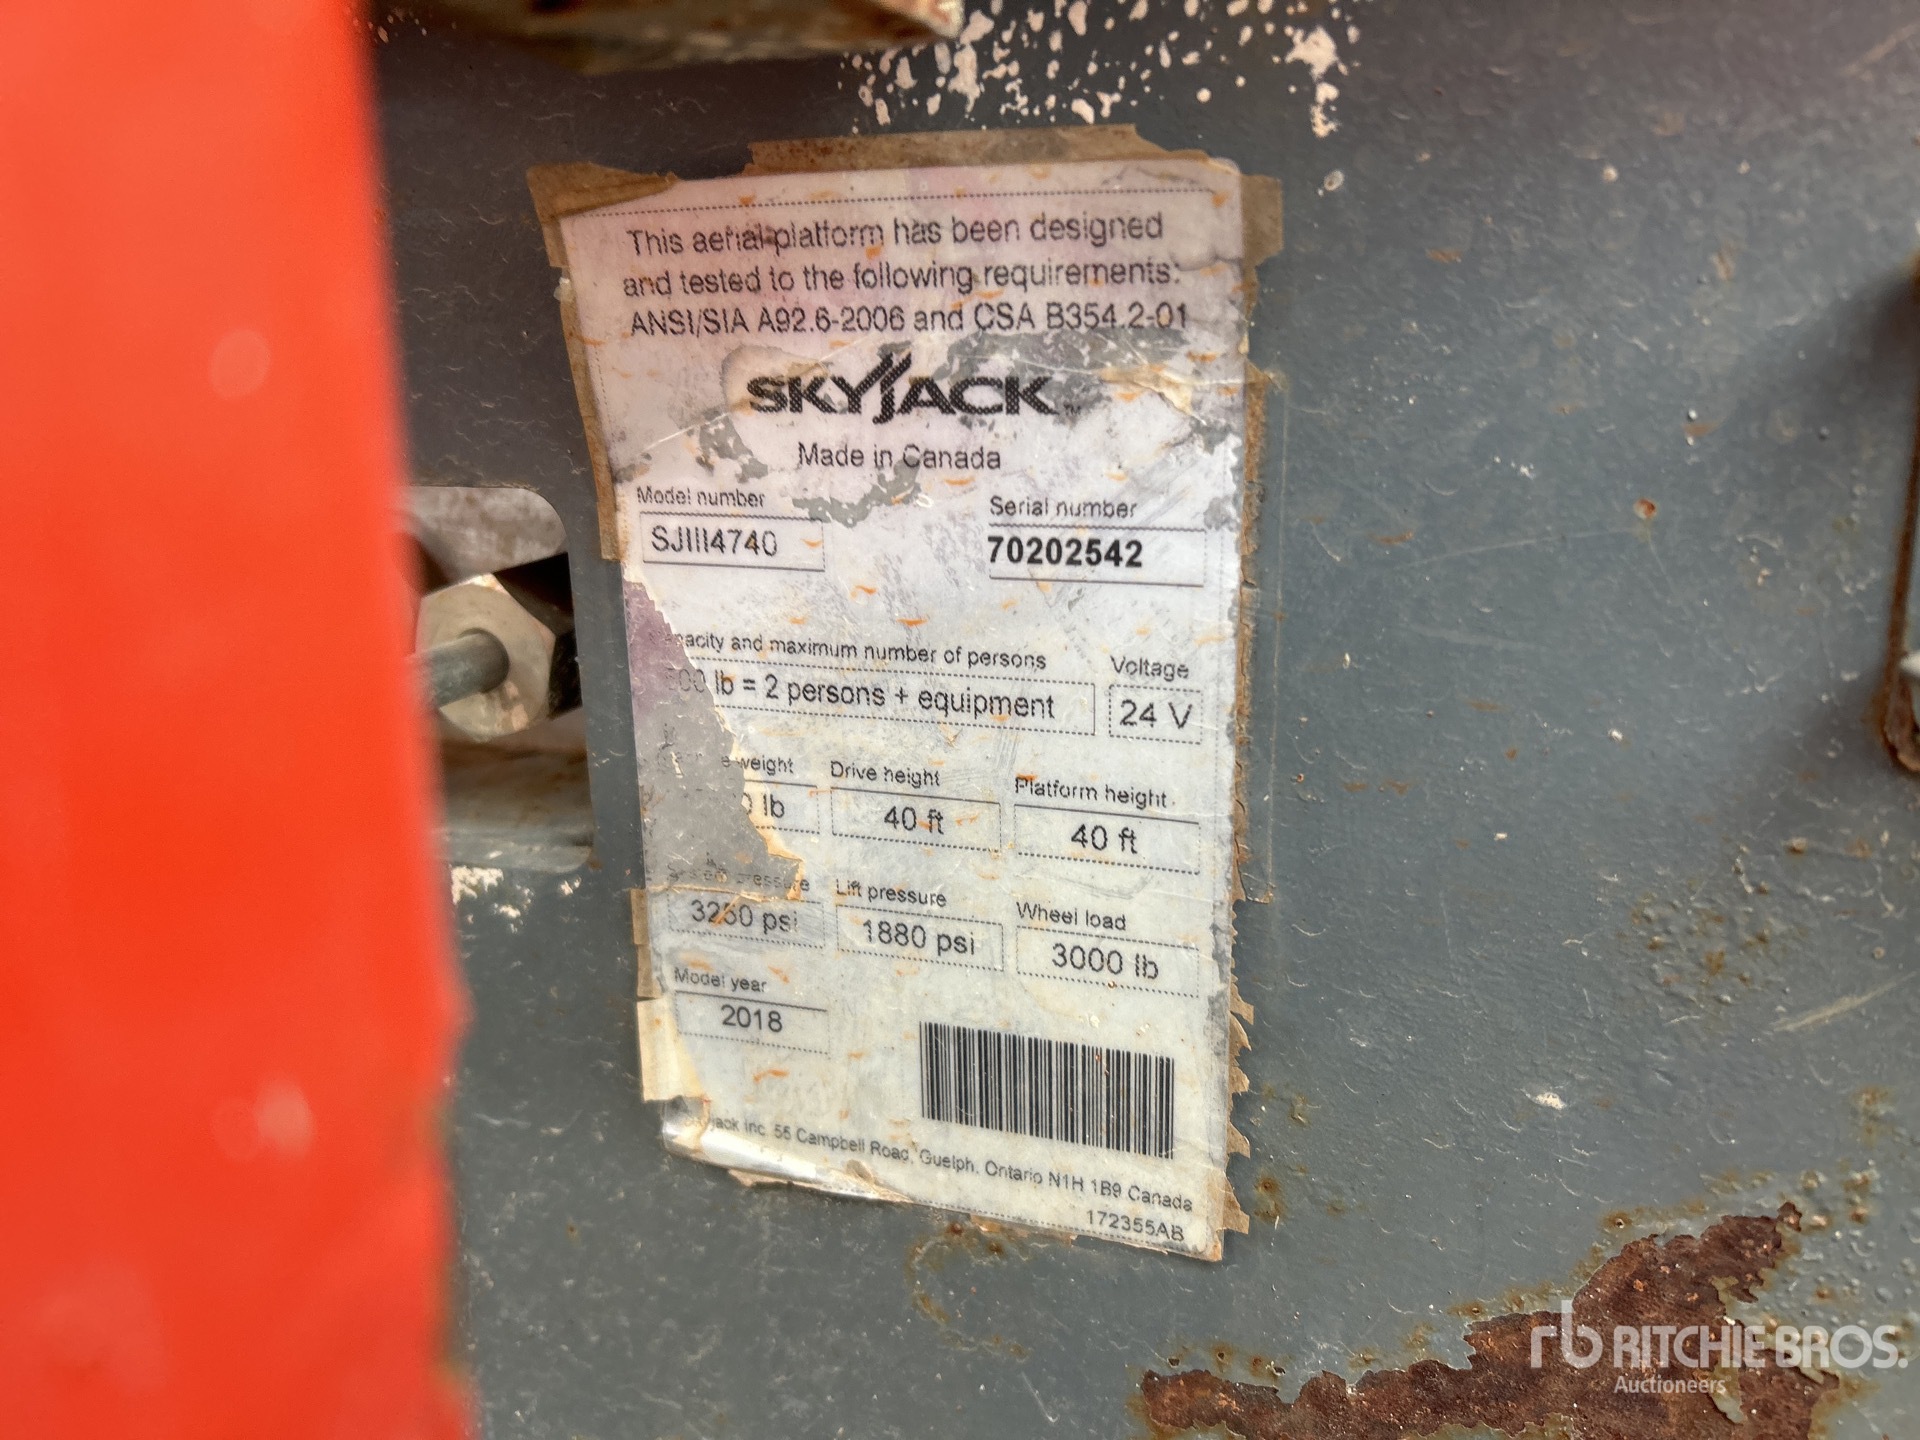 This aerial platform has been designed
and tested to the following requirements:
ANSI/SIA A92.6-2006 and CSA B354.2-01
SKYJACK™
Made in Canada
Model number
Serial number
SJIII4740
70202542
and maximum number of persons
Voltage
lb = 2 persons + equipment
24 V
weight
Drive height
Platform height
lb
40 ft
40 ft
pressure
Lift pressure
Wheel load
3250 psi
1880 psi
3000 lb
Model year
2018
Inc. 55 Campbell Road, Guelph, Ontario N1H 1B9 Canada
172355AB
rb RITCHIE BROS.
Auctioneers